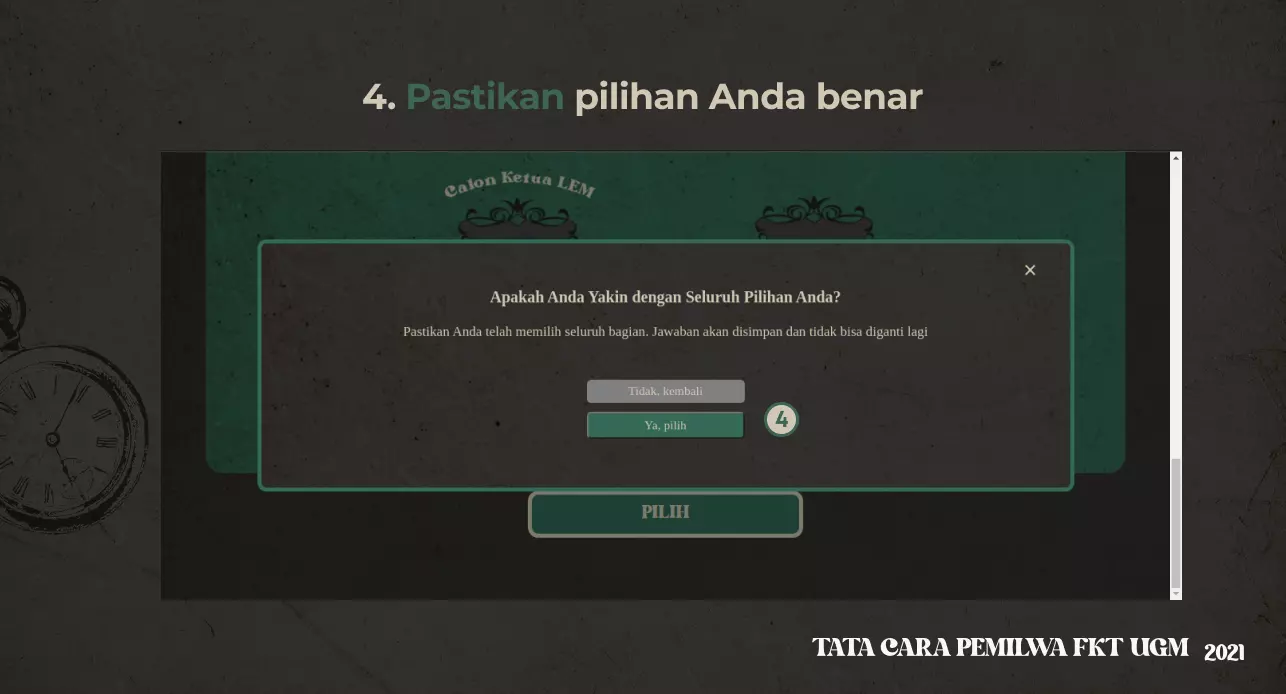 4. Pastikan pilihan Anda benar
Calon Ketua LEM
Apakah Anda Yakin dengan Seluruh Pilihan Anda?
Pastikan Anda telah memilih seluruh bagian. Jawaban akan disimpan dan tidak bisa diganti lagi
Tidak, kembali
Ya, pilih
4
PILIH
TATA CARA PEMILWA FKT UGM 2021